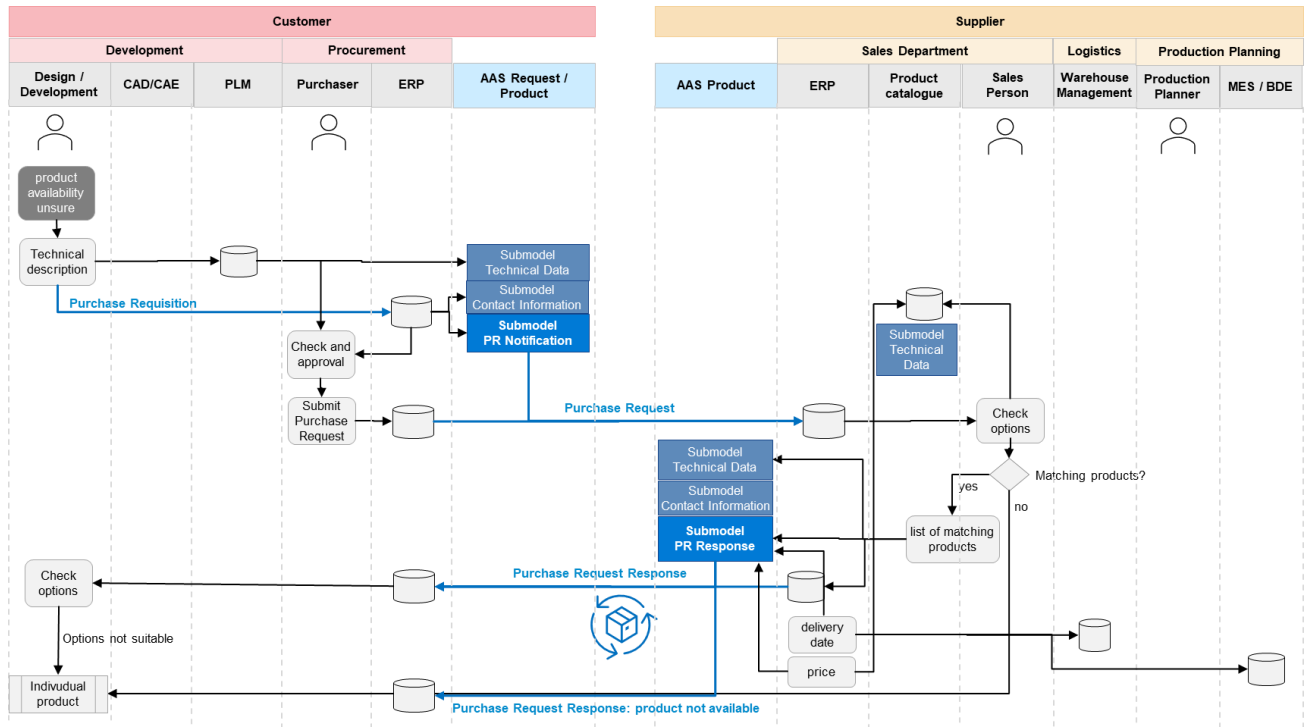 Customer
Supplier
Development
Procurement
Sales Department
Logistics
Production Planning
Design /
Development
CAD/CAE
PLM
Purchaser
ERP
AAS Request /
Product
AAS Product
ERP
Product
catalogue
Sales
Person
Warehouse
Management
Production
Planner
MES / BDE
product
availability
unsure
Technical
description
Submodel
Technical Data
Purchase Requisition
Submodel
Contact Information
Submodel
PR Notification
Check and
approval
Submodel
Technical
Data
Submit
Purchase
Request
Purchase Request
Check
options
Submodel
Technical Data
Matching products?
yes
no
Submodel
Contact Information
Submodel
PR Response
list of matching
products
Check
options
Purchase Request Response
Options not suitable
delivery
date
price
Indivudual
product
Purchase Request Response: product not available